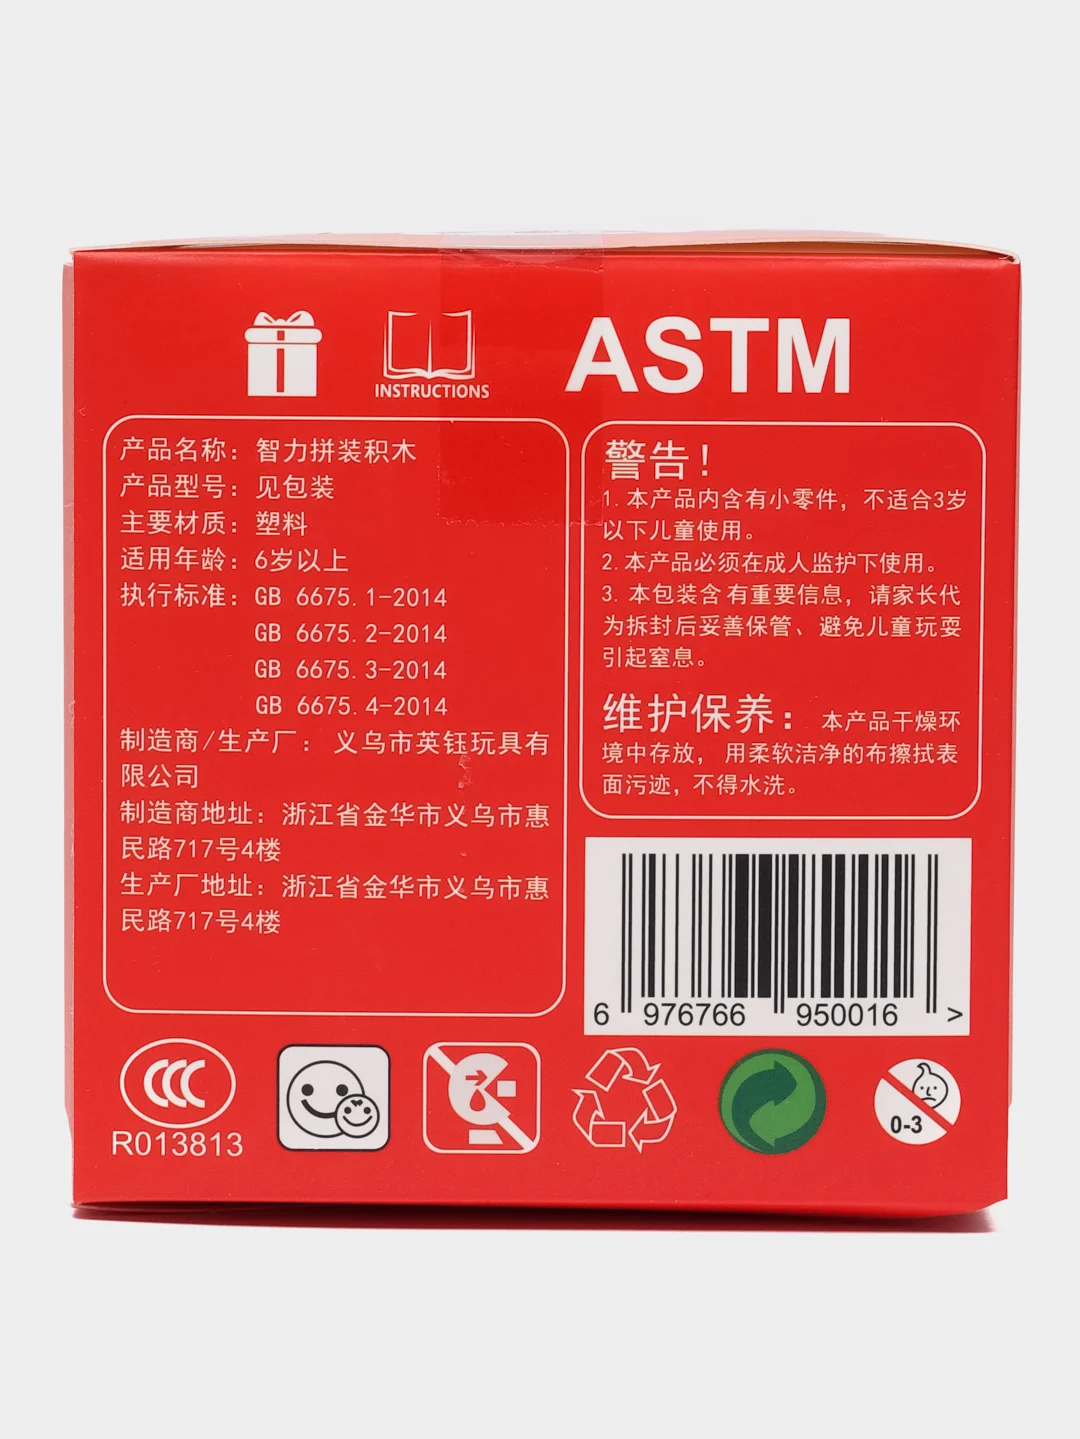 INSTRUCTIONS
ASTM
产品名称：智力拼装积木
产品型号：见包装
主要材质：塑料
适用年龄：6岁以上
执行标准：GB 6675.1-2014
GB 6675.2-2014
GB 6675.3-2014
GB 6675.4-2014
制造商/生产厂：义乌市英钰玩具有
限公司
制造商地址：浙江省金华市义乌市惠
民路717号4楼
生产厂地址：浙江省金华市义乌市惠
民路717号4楼
警告！
1. 本产品内含有小零件，不适合3岁
以下儿童使用。
2. 本产品必须在成人监护下使用。
3. 本包装含有重要信息，请家长代
为拆封后妥善保管、避免儿童玩耍
引起窒息。
维护保养：本产品干燥环
境中存放，用柔软洁净的布擦拭表
面污迹，不得水洗。
6 976766 950016 >
CCC
R013813
0-3